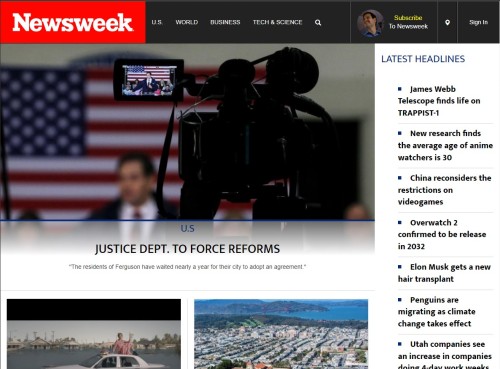 Newsweek
U.S.
WORLD
BUSINESS
TECH & SCIENCE
Subscribe
To Newsweek
Sign In
U.S
JUSTICE DEPT. TO FORCE REFORMS
"The residents of Ferguson have waited nearly a year for their city to adopt an agreement."
LATEST HEADLINES
James Webb
Telescope finds life on
TRAPPIST-1
New research finds
the average age of anime
watchers is 30
China reconsiders the
restrictions on
videogames
Overwatch 2
confirmed to be release
in 2032
Elon Musk gets a new
hair transplant
Penguins are
migrating as climate
change takes effect
Utah companies see
an increase in companies
doing 4-day work weeks